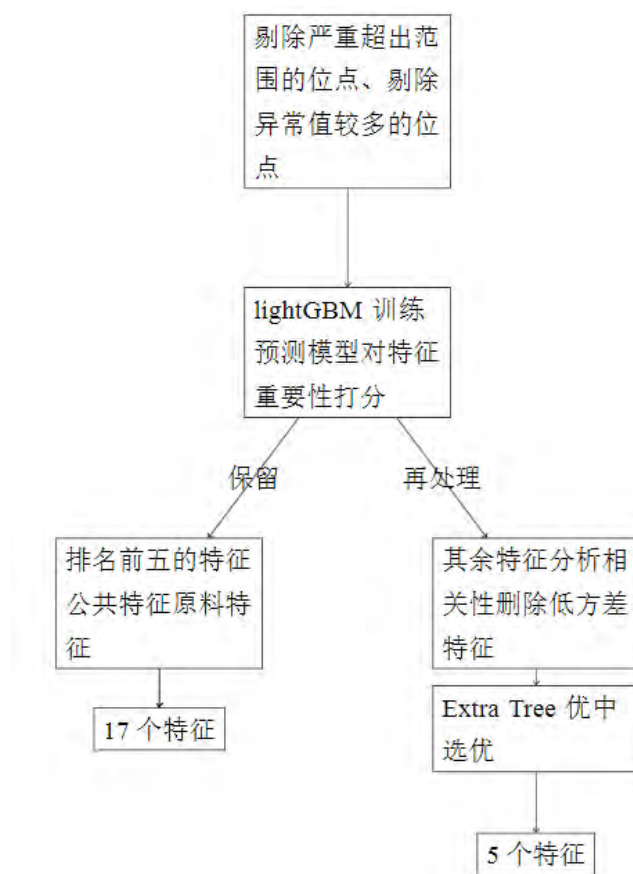 剔除严重超出范
围的位点、剔除
异常值较多的位
点
lightGBM 训练
预测模型对特征
重要性打分
保留
再处理
排名前五的特征
公共特征原料特
征
17 个特征
其余特征分析相
关性删除低方差
特征
Extra Tree 优中
选优
5 个特征